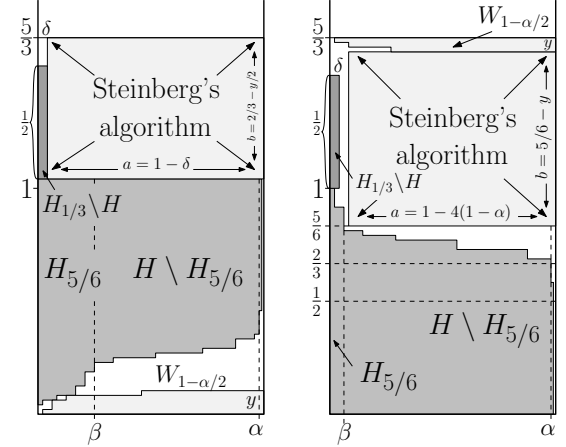 5/3
δ
Steinberg's
algorithm
b = 2/3 − y/2
a = 1 − δ
1/2
1
H_{1/3}\H
H_{5/6}
H \ H_{5/6}
W_{1−α/2}
y
β
α
W_{1−α/2}
5/3
y
δ
Steinberg's
algorithm
b = 5/6 − y
1/2
H_{1/3}\H
1
a = 1 − 4(1 − α)
5/6
2/3
1/2
H \ H_{5/6}
H_{5/6}
β
α